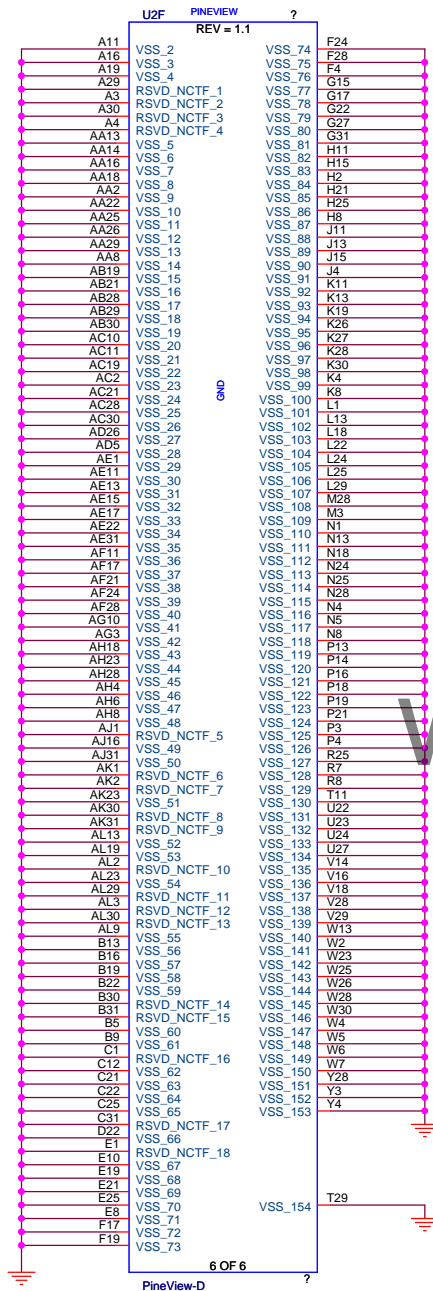 U2F PINEVIEW ?
REV = 1.1
A11 VSS_2 VSS_74 F24
A16 VSS_3 VSS_75 F28
A19 VSS_4 VSS_76 F4
A29 RSVD_NCTF_1 VSS_77 G15
A3 RSVD_NCTF_2 VSS_78 G17
A30 RSVD_NCTF_3 VSS_79 G22
A4 RSVD_NCTF_4 VSS_80 G27
AA13 VSS_5 VSS_81 G31
AA14 VSS_6 VSS_82 H11
AA16 VSS_7 VSS_83 H15
AA18 VSS_8 VSS_84 H2
AA2 VSS_9 VSS_85 H21
AA22 VSS_10 VSS_86 H25
AA25 VSS_11 VSS_87 H8
AA26 VSS_12 VSS_88 J11
AA29 VSS_13 VSS_89 J13
AA8 VSS_14 VSS_90 J15
AB19 VSS_15 VSS_91 J4
AB21 VSS_16 VSS_92 K11
AB28 VSS_17 VSS_93 K13
AB29 VSS_18 VSS_94 K19
AB30 VSS_19 VSS_95 K26
AC10 VSS_20 VSS_96 K27
AC11 VSS_21 VSS_97 K28
AC19 VSS_22 VSS_98 K30
AC2 VSS_23 VSS_99 K4
AC21 VSS_24 VSS_100 K8
AC28 VSS_25 VSS_101 L1
AC30 VSS_26 VSS_102 L13
AD26 VSS_27 VSS_103 L18
AD5 VSS_28 VSS_104 L22
AE1 VSS_29 VSS_105 L24
AE11 VSS_30 VSS_106 L25
AE13 VSS_31 VSS_107 L29
AE15 VSS_32 VSS_108 M28
AE17 VSS_33 VSS_109 M3
AE22 VSS_34 VSS_110 N1
AE31 VSS_35 VSS_111 N13
AF11 VSS_36 VSS_112 N18
AF17 VSS_37 VSS_113 N24
AF21 VSS_38 VSS_114 N25
AF24 VSS_39 VSS_115 N28
AF28 VSS_40 VSS_116 N4
AG10 VSS_41 VSS_117 N5
AG3 VSS_42 VSS_118 N8
AH18 VSS_43 VSS_119 P13
AH23 VSS_44 VSS_120 P14
AH28 VSS_45 VSS_121 P16
AH4 VSS_46 VSS_122 P18
AH6 VSS_47 VSS_123 P19
AH8 VSS_48 VSS_124 P21
AJ1 RSVD_NCTF_5 VSS_125 P3
AJ16 VSS_49 VSS_126 P4
AJ31 VSS_50 VSS_127 R25
AK1 RSVD_NCTF_6 VSS_128 R7
AK2 RSVD_NCTF_7 VSS_129 R8
AK23 VSS_51 VSS_130 T11
AK30 RSVD_NCTF_8 VSS_131 U22
AK31 RSVD_NCTF_9 VSS_132 U23
AL13 VSS_52 VSS_133 U24
AL19 VSS_53 VSS_134 U27
AL2 RSVD_NCTF_10 VSS_135 V14
AL23 VSS_54 VSS_136 V16
AL29 RSVD_NCTF_11 VSS_137 V18
AL3 RSVD_NCTF_12 VSS_138 V28
AL30 RSVD_NCTF_13 VSS_139 V29
AL9 VSS_55 VSS_140 W13
B13 VSS_56 VSS_141 W2
B16 VSS_57 VSS_142 W23
B19 VSS_58 VSS_143 W25
B22 VSS_59 VSS_144 W26
B30 RSVD_NCTF_14 VSS_145 W28
B31 RSVD_NCTF_15 VSS_146 W30
B5 VSS_60 VSS_147 W4
B9 VSS_61 VSS_148 W5
C1 RSVD_NCTF_16 VSS_149 W6
C12 VSS_62 VSS_150 W7
C21 VSS_63 VSS_151 Y28
C22 VSS_64 VSS_152 Y3
C25 VSS_65 VSS_153 Y4
C31 RSVD_NCTF_17
D22 VSS_66
E1 RSVD_NCTF_18
E10 VSS_67
E19 VSS_68
E21 VSS_69
E25 VSS_70 VSS_154 T29
E8 VSS_71
F17 VSS_72
F19 VSS_73
GND
6 OF 6
PineView-D ?